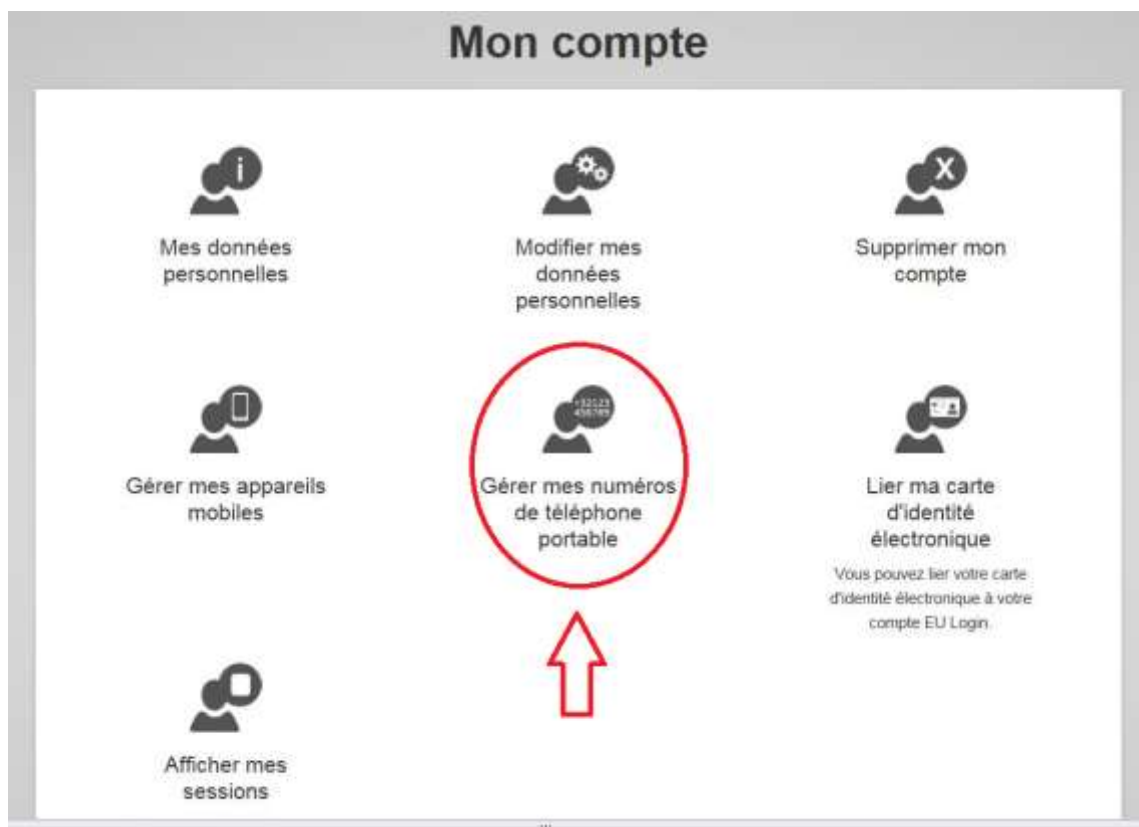 Mon compte
i
X
Mes données
personnelles
Modifier mes
données
personnelles
Supprimer mon
compte
+32123
456789
Gérer mes appareils
mobiles
Gérer mes numéros
de téléphone
portable
Lier ma carte
d'identité
électronique
Vous pouvez lier votre carte
d'identité électronique à votre
compte EU Login.
Afficher mes
sessions